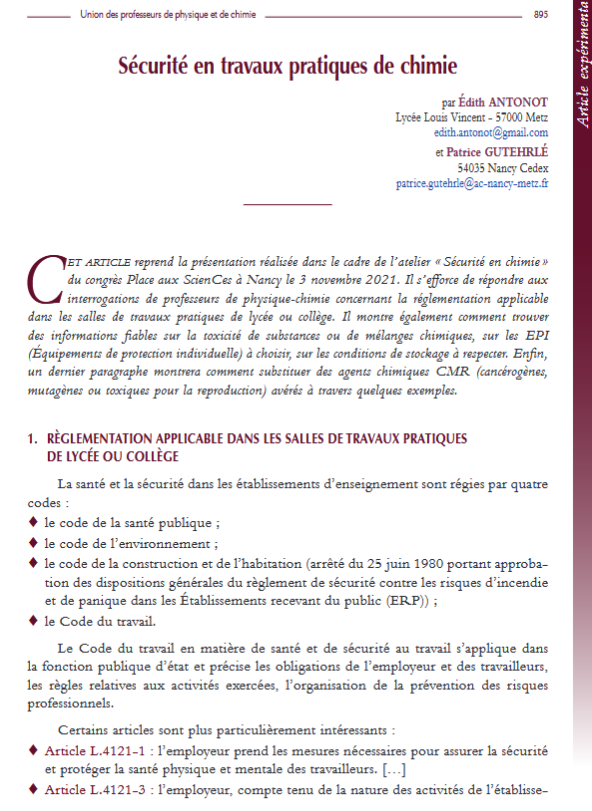 Union des professeurs de physique et de chimie 895
Article expérimenta
Sécurité en travaux pratiques de chimie
par Édith ANTONOT
Lycée Louis Vincent - 57000 Metz
edith.antonot@gmail.com
et Patrice GUTEHRLÉ
54035 Nancy Cedex
patrice.gutehrle@ac-nancy-metz.fr
CET ARTICLE reprend la présentation réalisée dans le cadre de l'atelier « Sécurité en chimie »
du congrès Place aux ScienCes à Nancy le 3 novembre 2021. Il s'efforce de répondre aux
interrogations de professeurs de physique-chimie concernant la réglementation applicable
dans les salles de travaux pratiques de lycée ou collège. Il montre également comment trouver
des informations fiables sur la toxicité de substances ou de mélanges chimiques, sur les EPI
(Équipements de protection individuelle) à choisir, sur les conditions de stockage à respecter. Enfin,
un dernier paragraphe montrera comment substituer des agents chimiques CMR (cancérogènes,
mutagènes ou toxiques pour la reproduction) avérés à travers quelques exemples.
1. RÈGLEMENTATION APPLICABLE DANS LES SALLES DE TRAVAUX PRATIQUES
DE LYCÉE OU COLLÈGE
La santé et la sécurité dans les établissements d'enseignement sont régies par quatre
codes :
♦ le code de la santé publique ;
♦ le code de l'environnement ;
♦ le code de la construction et de l'habitation (arrêté du 25 juin 1980 portant approba-
tion des dispositions générales du règlement de sécurité contre les risques d'incendie
et de panique dans les Établissements recevant du public (ERP)) ;
♦ le Code du travail.
Le Code du travail en matière de santé et de sécurité au travail s'applique dans
la fonction publique d'état et précise les obligations de l'employeur et des travailleurs,
les règles relatives aux activités exercées, l'organisation de la prévention des risques
professionnels.
Certains articles sont plus particulièrement intéressants :
♦ Article L.4121-1 : l'employeur prend les mesures nécessaires pour assurer la sécurité
et protéger la santé physique et mentale des travailleurs. […]
♦ Article L.4121-3 : l'employeur, compte tenu de la nature des activités de l'établisse-